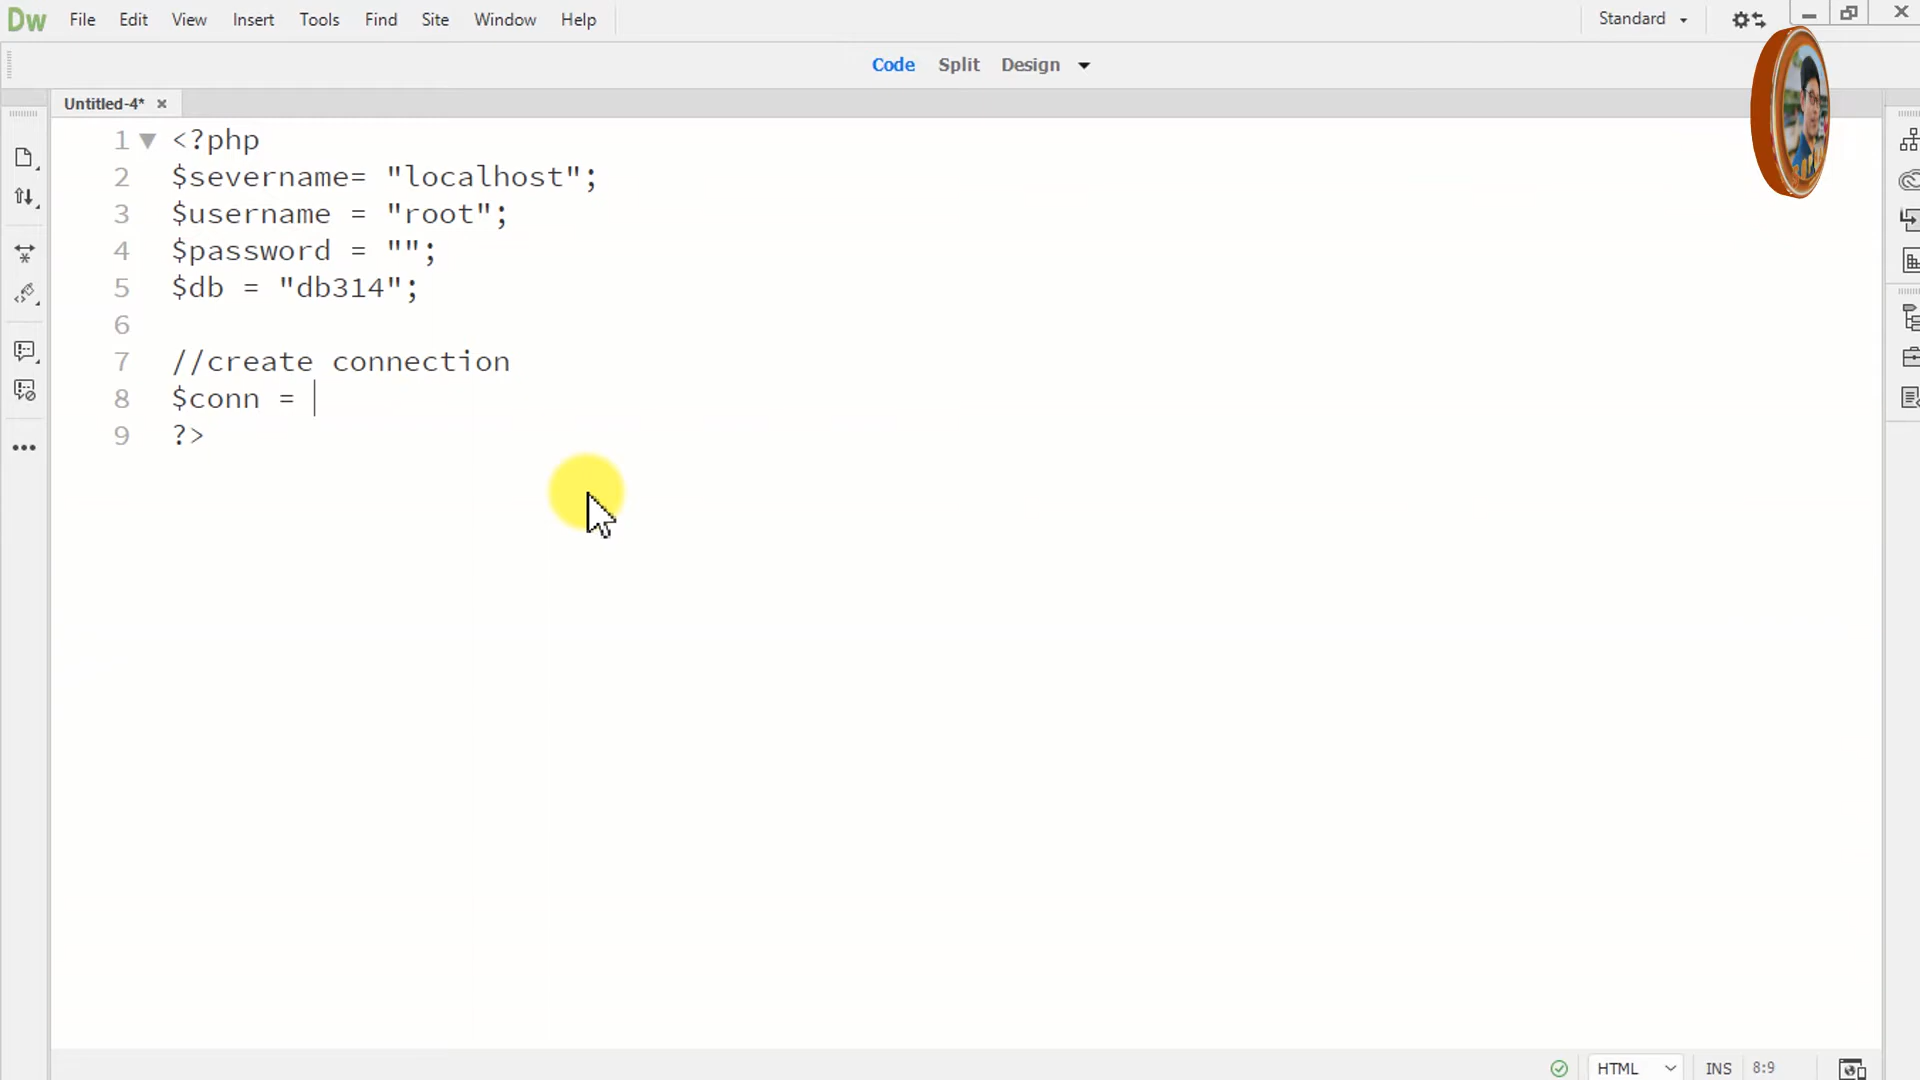 Dw File Edit View Insert Tools Find Site Window Help Standard
Code Split Design
Untitled-4*
1 <?php
2 $severname= "localhost";
3 $username = "root";
4 $password = "";
5 $db = "db314";
6
7 //create connection
8 $conn =
9 ?>
HTML INS 8:9